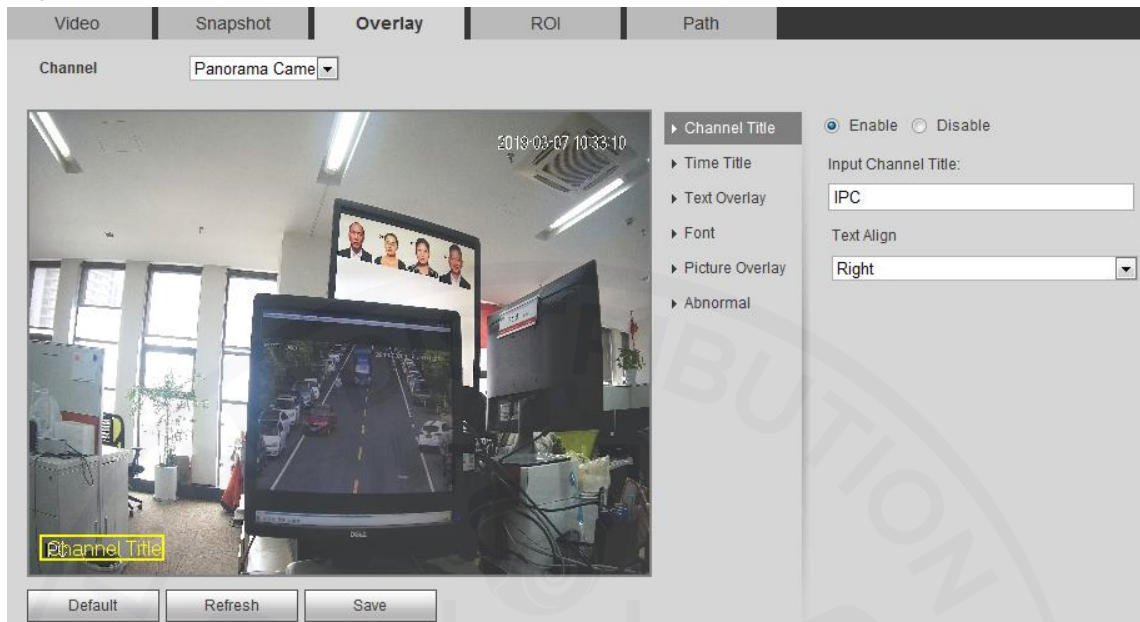 Video Snapshot Overlay ROI Path
Channel Panorama Came
2019-03-07 10:33:10
Channel Title
Time Title
Text Overlay
Font
Picture Overlay
Abnormal
Enable Disable
Input Channel Title:
IPC
Text Align
Right
Channel Title
DELL
Default Refresh Save